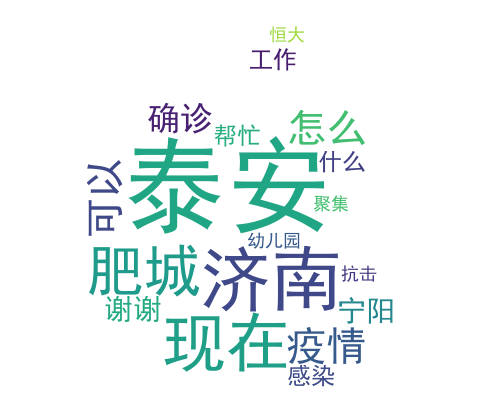 恒大
工作
确诊
帮忙
怎么
泰安
什么
可以
聚集
幼儿园
肥城
济南
抗击
谢谢
宁阳
现在
疫情
感染